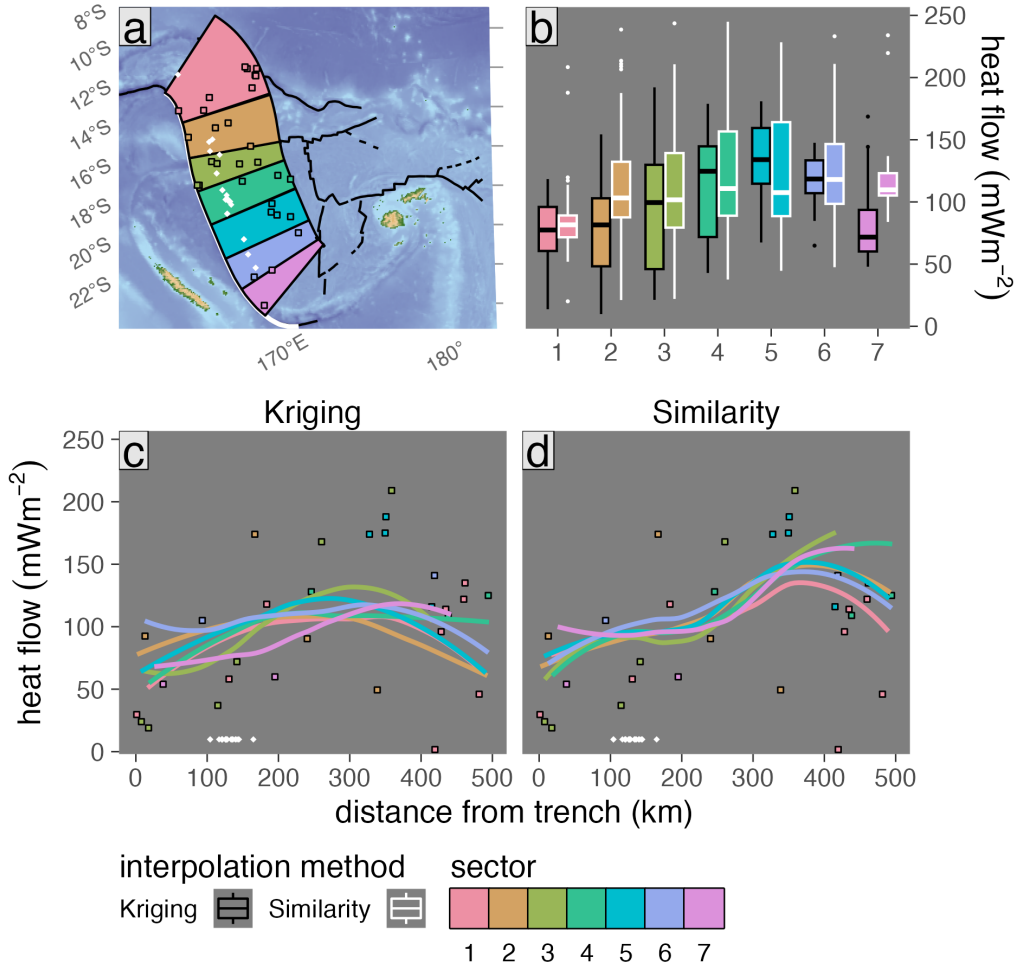 a
8°S
10°S
12°S
14°S
16°S
18°S
20°S
22°S
170°E
180°
b
250
200
150
100
50
0
heat flow (mWm⁻²)
1 2 3 4 5 6 7
Kriging
Similarity
c
d
250
200
150
100
50
0
heat flow (mWm⁻²)
0 100 200 300 400 500
0 100 200 300 400 500
distance from trench (km)
interpolation method
Kriging
Similarity
sector
1 2 3 4 5 6 7